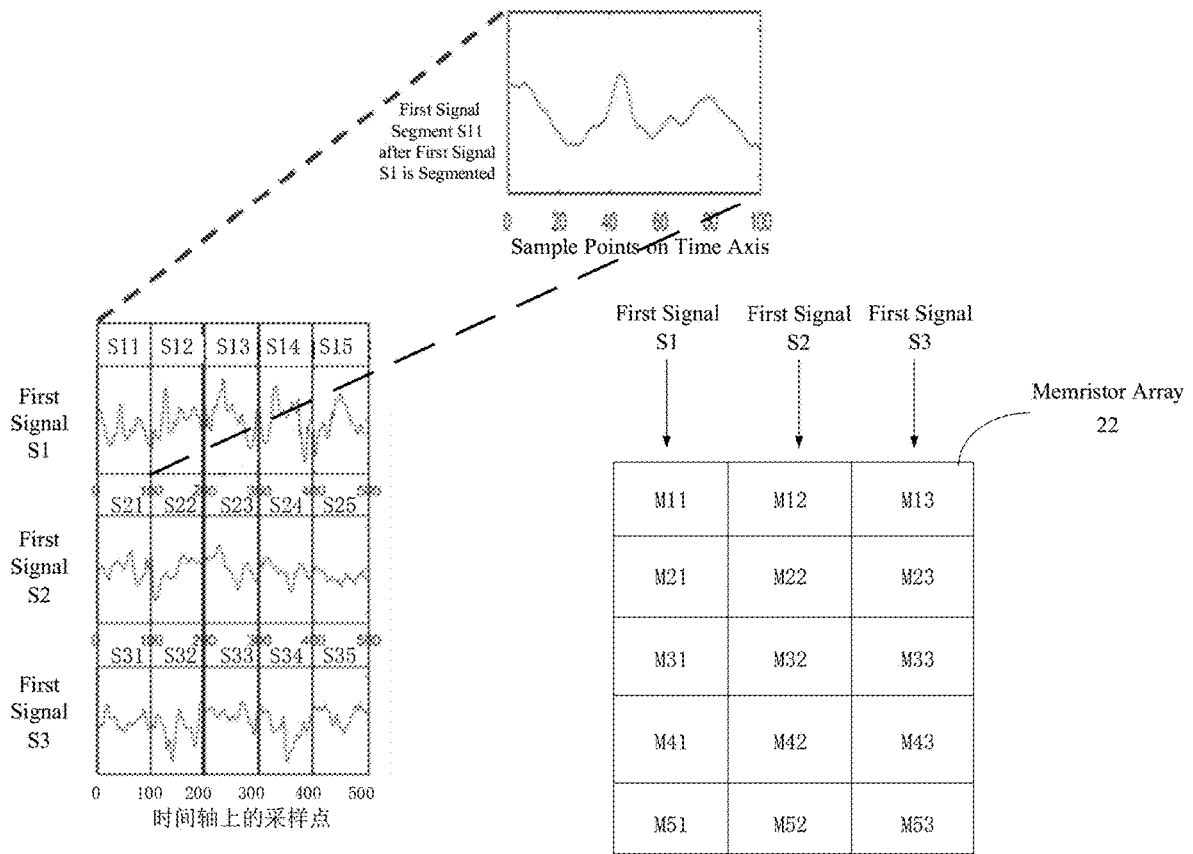 First Signal
Segment S11
after First Signal
S1 is Segmented
0 20 40 60 80 100
Sample Points on Time Axis
First Signal
S1
First Signal
S2
First Signal
S3
Memristor Array
22
S11 S12 S13 S14 S15
First
Signal
S1
S21 S22 S23 S24 S25
First
Signal
S2
S31 S32 S33 S34 S35
First
Signal
S3
0 100 200 300 400 500
时间轴上的采样点
M11 M12 M13
M21 M22 M23
M31 M32 M33
M41 M42 M43
M51 M52 M53